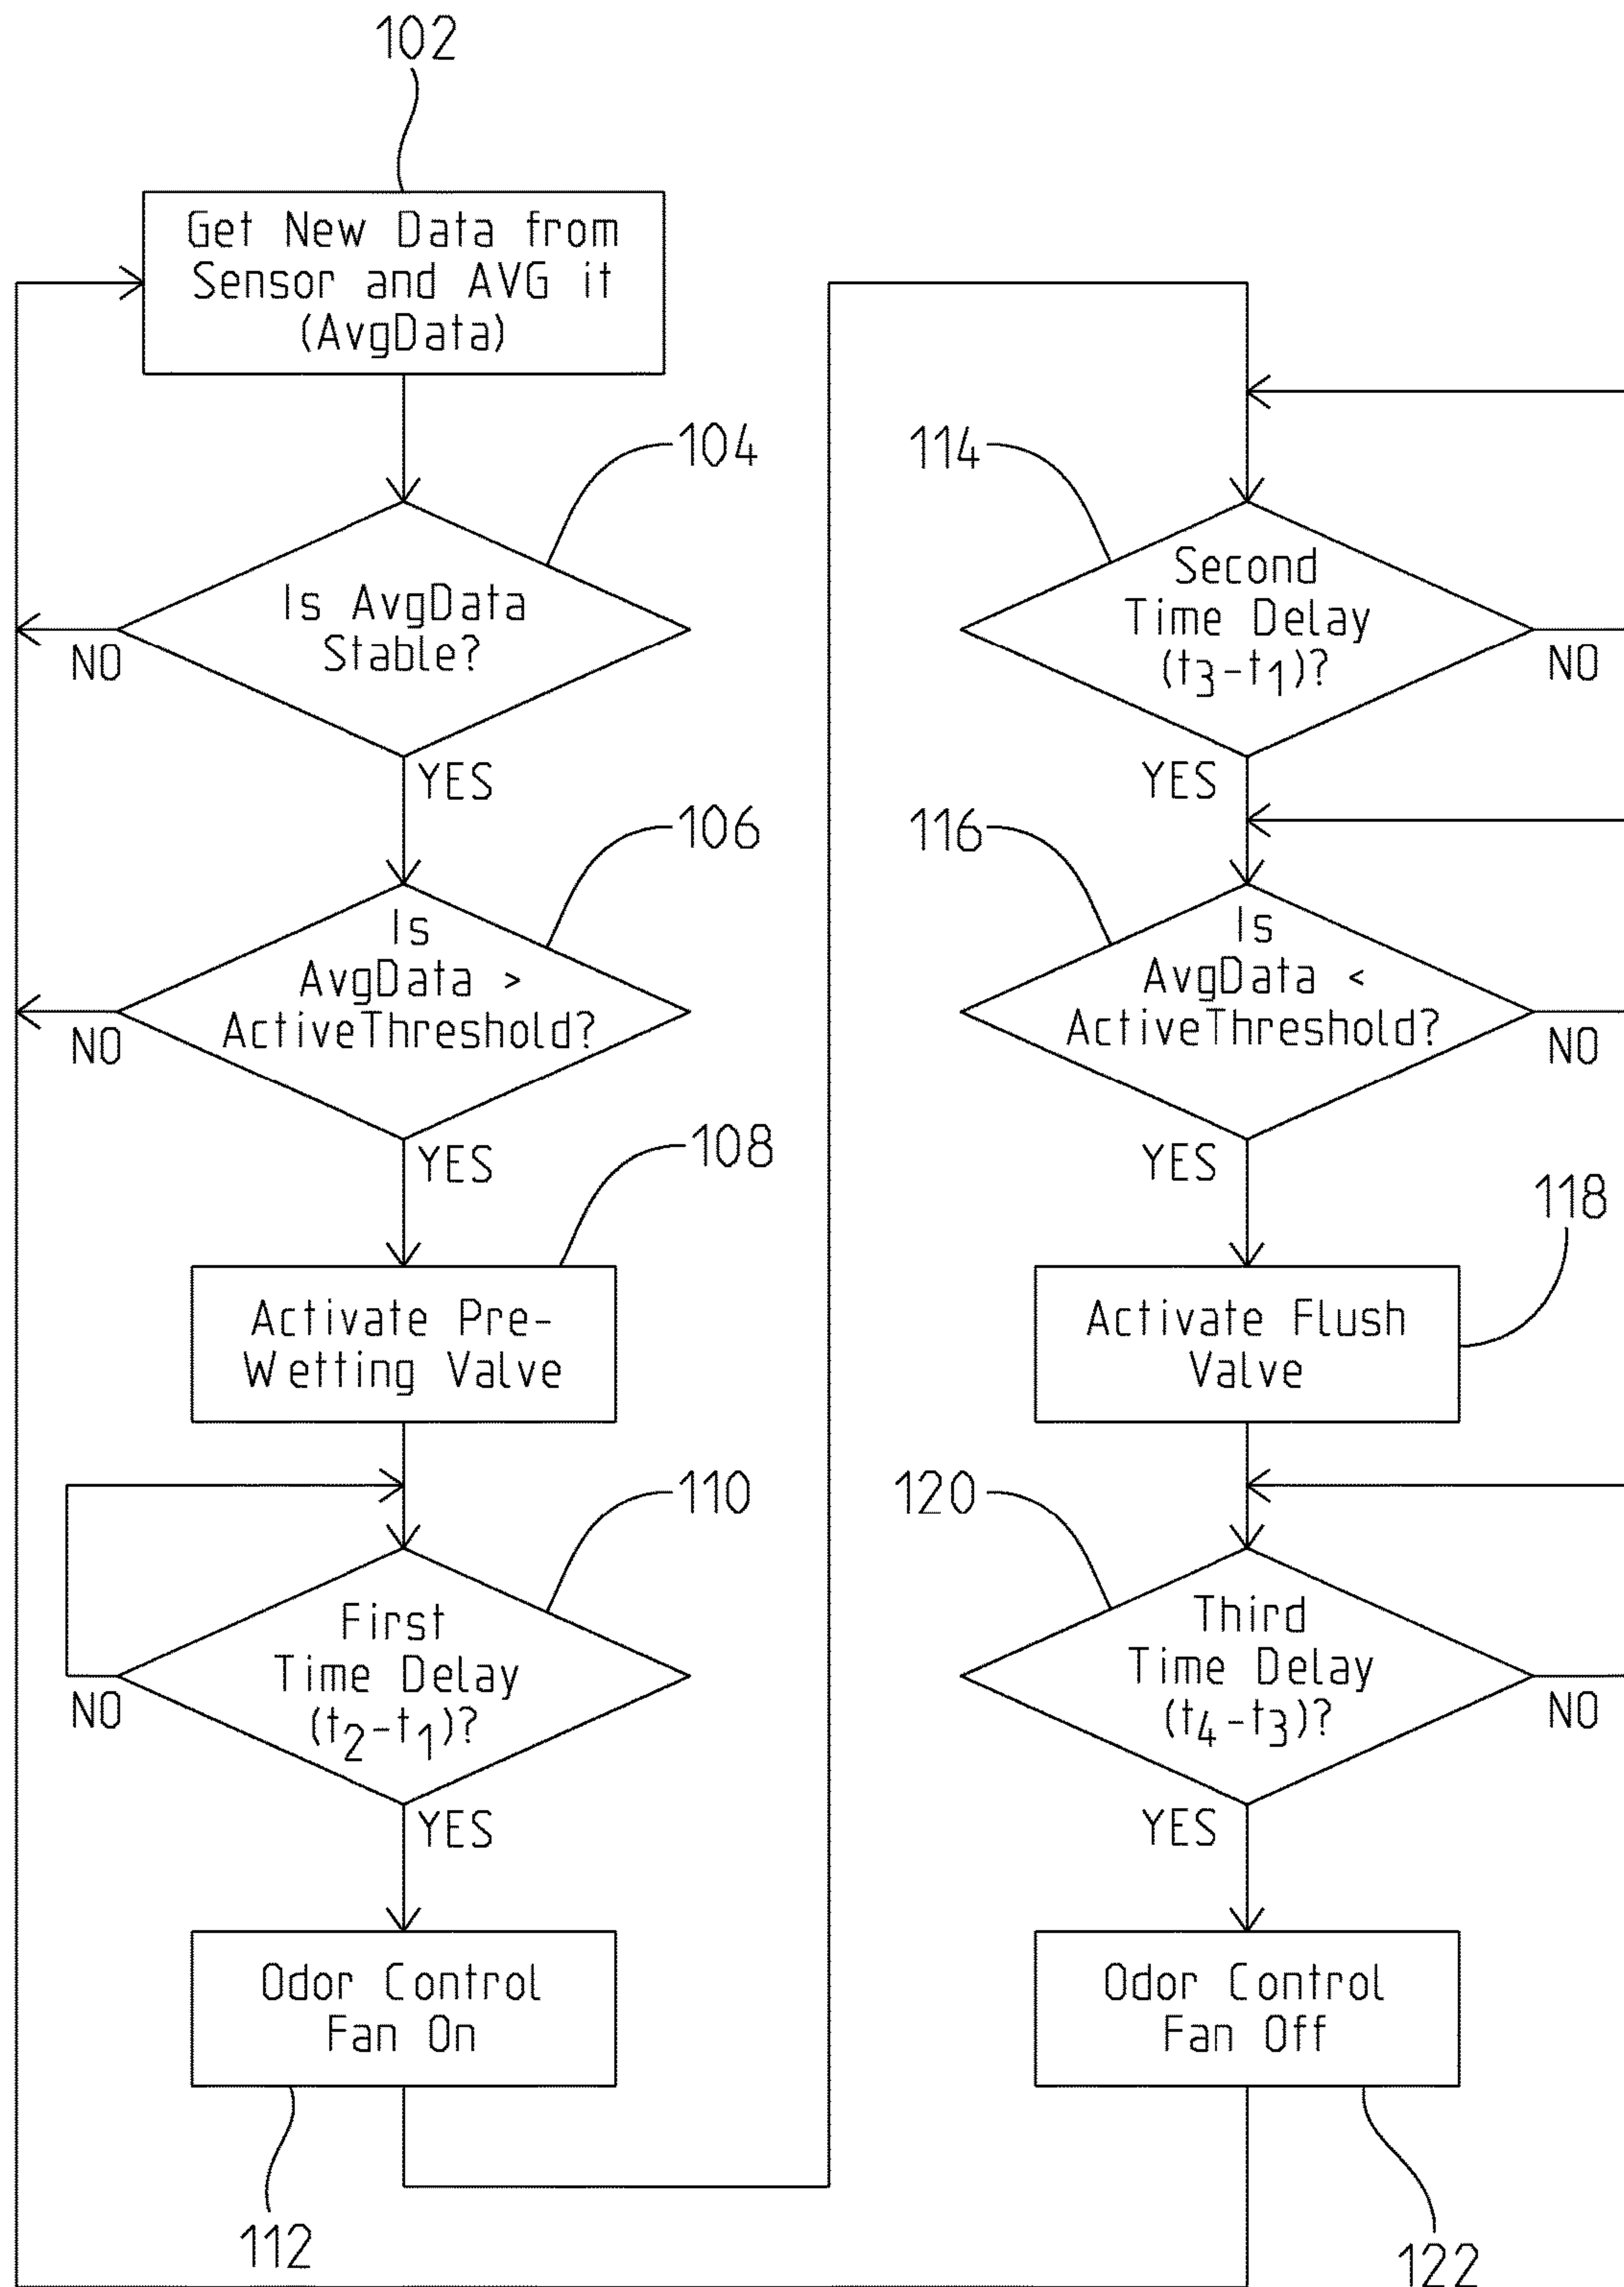 102
Get New Data from
Sensor and AVG it
(AvgData)
104
Is AvgData
Stable?
NO
YES
106
Is
AvgData >
ActiveThreshold?
NO
YES
108
Activate Pre-
Wetting Valve
110
First
Time Delay
(t2-t1)?
NO
YES
Odor Control
Fan On
112
114
Second
Time Delay
(t3-t1)?
NO
YES
116
Is
AvgData <
ActiveThreshold?
NO
YES
118
Activate Flush
Valve
120
Third
Time Delay
(t4-t3)?
NO
YES
Odor Control
Fan Off
122